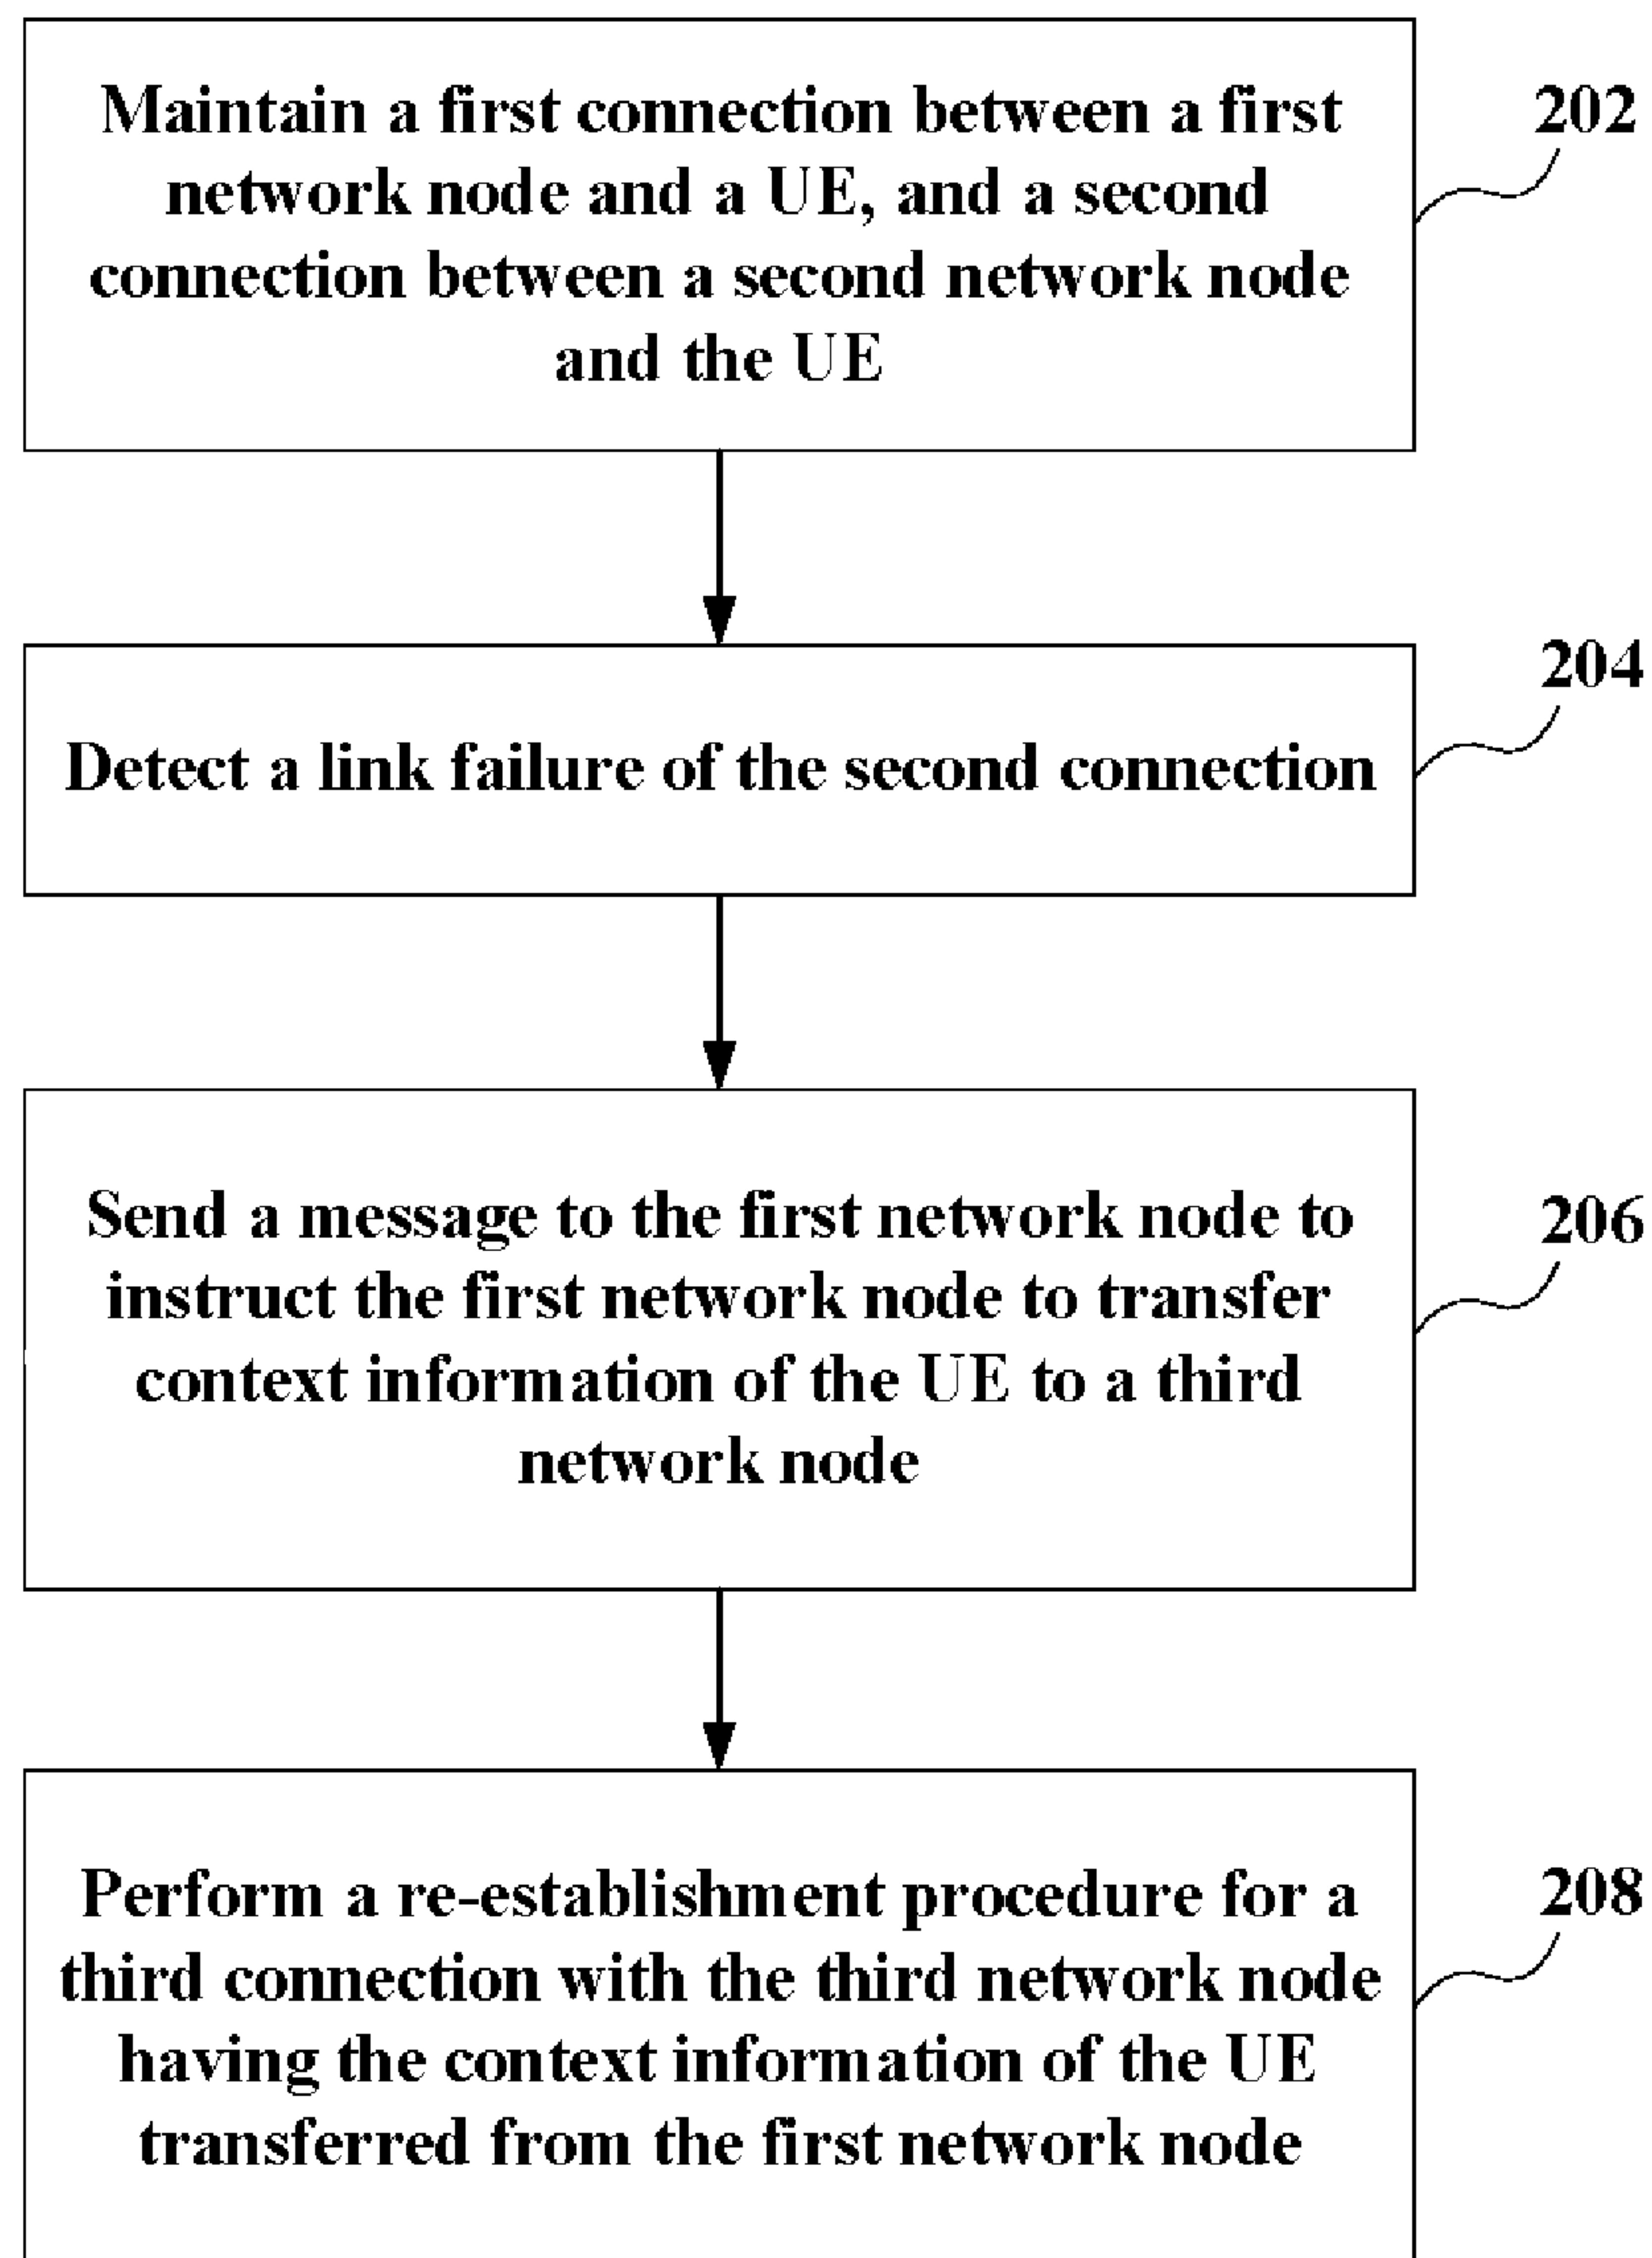 Maintain a first connection between a first
network node and a UE, and a second
connection between a second network node
and the UE
202
Detect a link failure of the second connection
204
Send a message to the first network node to
instruct the first network node to transfer
context information of the UE to a third
network node
206
Perform a re-establishment procedure for a
third connection with the third network node
having the context information of the UE
transferred from the first network node
208